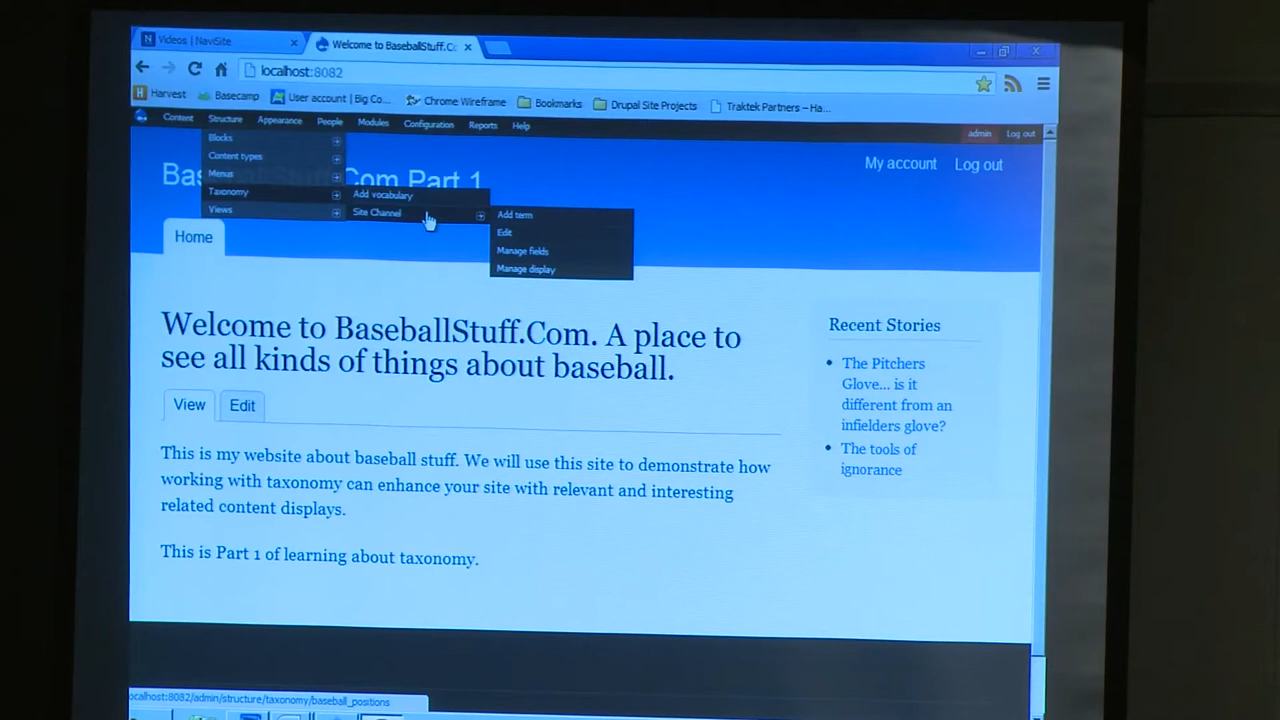 Videos | NaviSite
Welcome to BaseballStuff.Co
localhost:8082
Harvest
Basecamp
User account | Big Co...
Chrome Wireframe
Bookmarks
Drupal Site Projects
Traktek Partners — Ha...
Content
Structure
Appearance
People
Modules
Configuration
Reports
Help
admin
Log out
Blocks
Content types
Menus
Taxonomy
Views
Add vocabulary
Site Channel
Add term
Edit
Manage fields
Manage display
My account
Log out
Com Part 1
Home
Welcome to BaseballStuff.Com. A place to
see all kinds of things about baseball.
View
Edit
This is my website about baseball stuff. We will use this site to demonstrate how
working with taxonomy can enhance your site with relevant and interesting
related content displays.
This is Part 1 of learning about taxonomy.
Recent Stories
The Pitchers
Glove... is it
different from an
infielders glove?
The tools of
ignorance
ocalhost:8082/admin/structure/taxonomy/baseball_positions